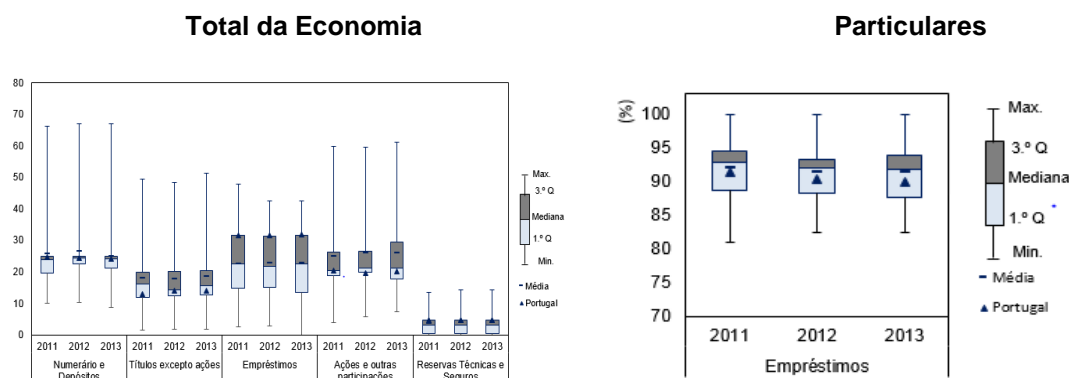 Total da Economia
Particulares
80
70
60
50
40
30
20
10
0
2011 2012 2013 2011 2012 2013 2011 2012 2013 2011 2012 2013 2011 2012 2013
Numerário e Depósitos
Títulos excepto ações
Empréstimos
Ações e outras participações
Reservas Técnicas e Seguros
Max.
3.º Q
Mediana
1.º Q
Min.
Média
Portugal
(%)
100
95
90
85
80
75
70
2011 2012 2013
Empréstimos
Max.
3.º Q
Mediana
1.º Q
Min.
Média
Portugal